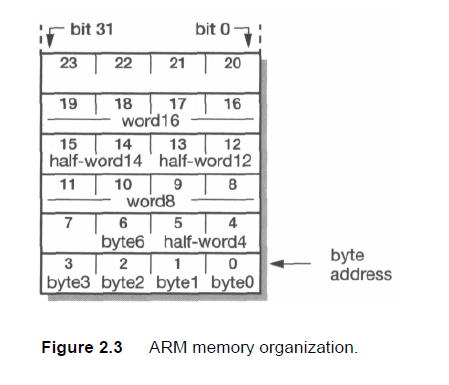 bit 31 bit 0
23 22 21 20
19 18 17 16
word16
15 14 13 12
half-word14 half-word12
11 10 9 8
word8
7 6 5 4
byte6 half-word4
3 2 1 0
byte3 byte2 byte1 byte0
byte
address
Figure 2.3 ARM memory organization.